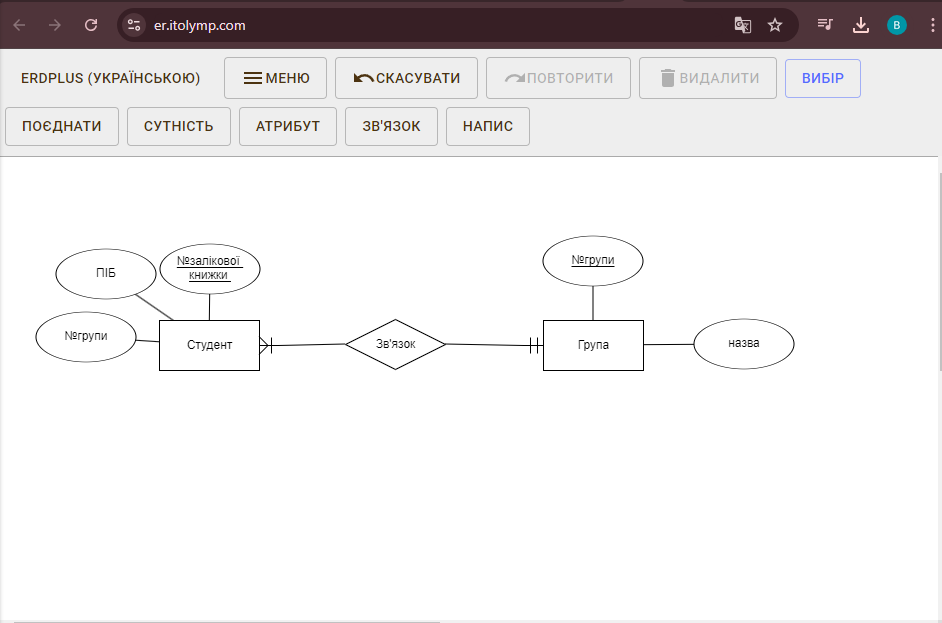 er.itolymp.com
B
ERDPLUS (УКРАЇНСЬКОЮ)
МЕНЮ
СКАСУВАТИ
ПОВТОРИТИ
ВИДАЛИТИ
ВИБІР
ПОЄДНАТИ
СУТНІСТЬ
АТРИБУТ
ЗВ'ЯЗОК
НАПИС
ПІБ
№залікової
книжки
№групи
№групи
Студент
Зв'язок
Група
назва